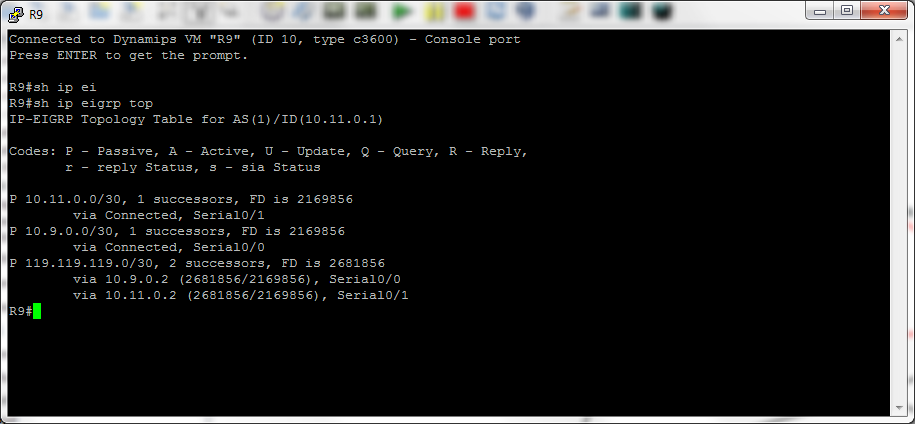 R9
Connected to Dynamips VM "R9" (ID 10, type c3600) - Console port
Press ENTER to get the prompt.
R9#sh ip ei
R9#sh ip eigrp top
IP-EIGRP Topology Table for AS(1)/ID(10.11.0.1)
Codes: P - Passive, A - Active, U - Update, Q - Query, R - Reply,
r - reply Status, s - sia Status
P 10.11.0.0/30, 1 successors, FD is 2169856
via Connected, Serial0/1
P 10.9.0.0/30, 1 successors, FD is 2169856
via Connected, Serial0/0
P 119.119.119.0/30, 2 successors, FD is 2681856
via 10.9.0.2 (2681856/2169856), Serial0/0
via 10.11.0.2 (2681856/2169856), Serial0/1
R9#